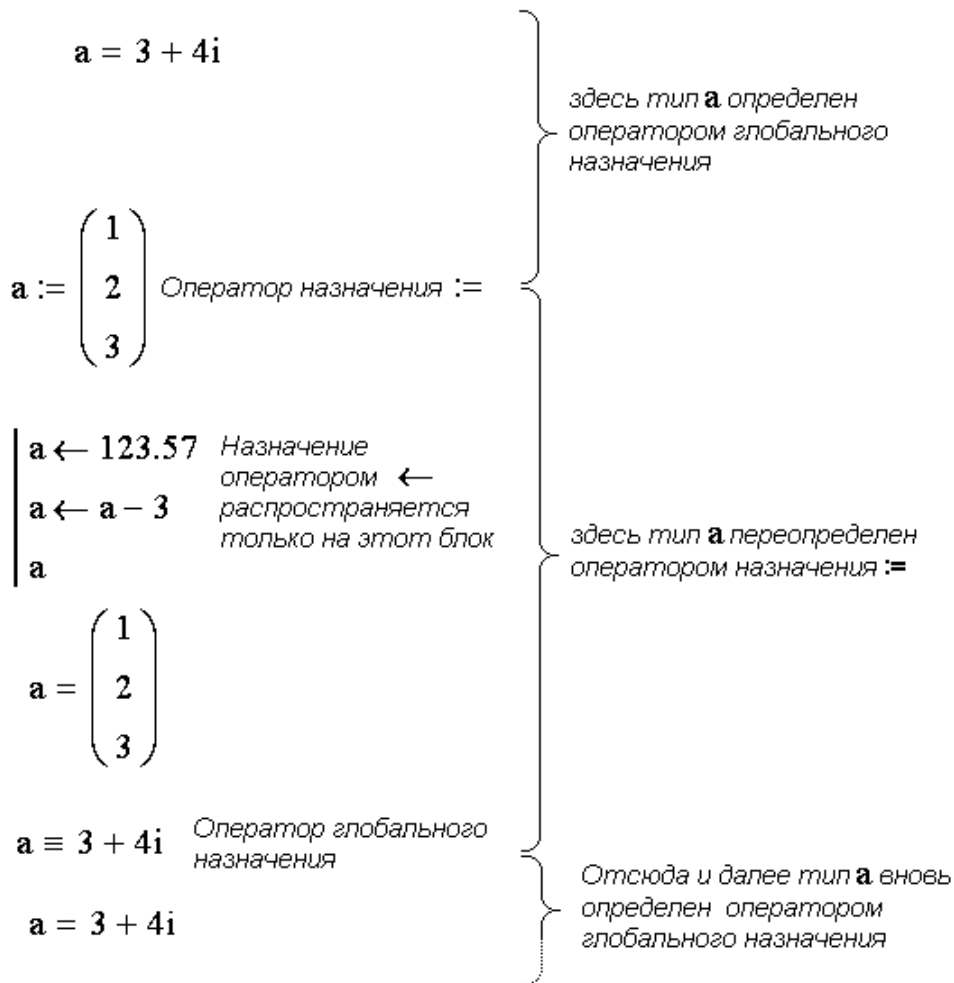 a = 3 + 4i
здесь тип a определен
оператором глобального
назначения
a := ( 1 2 3 ) Оператор назначения :=
a ← 123.57
a ← a − 3
a
Назначение
оператором ←
распространяется
только на этот блок
здесь тип a переопределен
оператором назначения :=
a = ( 1 2 3 )
a ≡ 3 + 4i
Оператор глобального
назначения
a = 3 + 4i
Отсюда и далее тип a вновь
определен оператором
глобального назначения